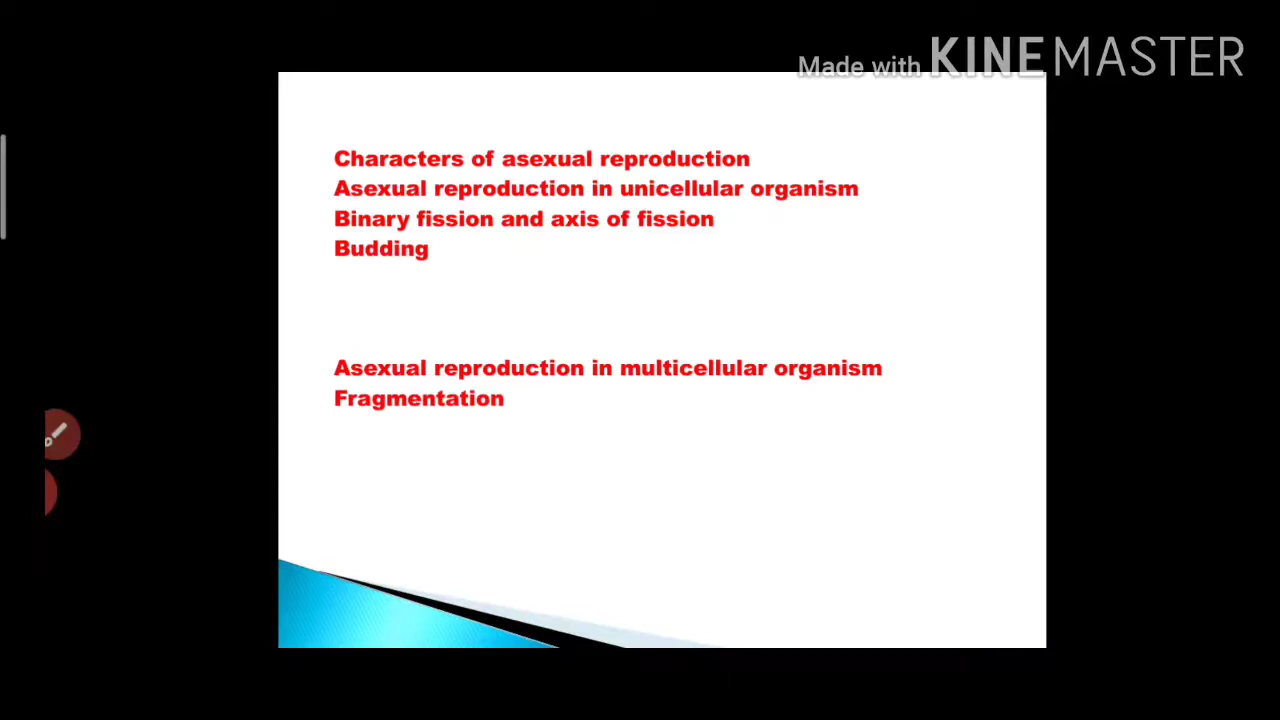 Made with KINEMASTER
Characters of asexual reproduction
Asexual reproduction in unicellular organism
Binary fission and axis of fission
Budding
Asexual reproduction in multicellular organism
Fragmentation